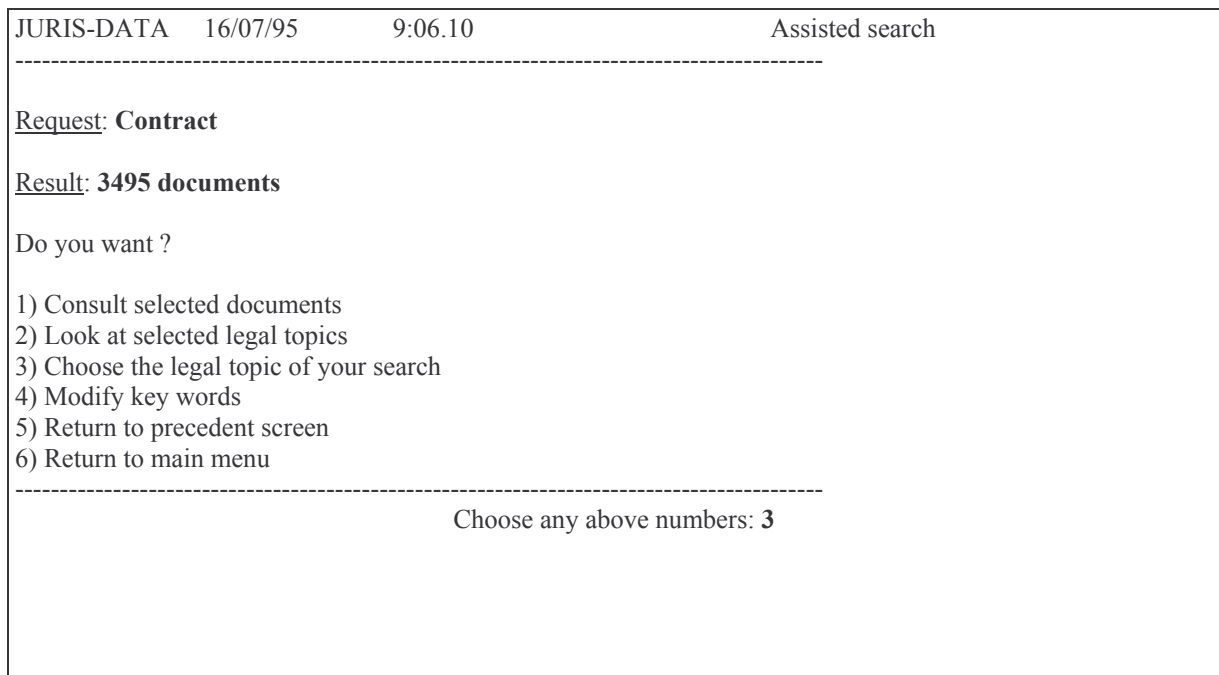 JURIS-DATA 16/07/95 9:06.10 Assisted search
-------------------------------------------------------------------------------------------
Request: Contract
Result: 3495 documents
Do you want ?
1) Consult selected documents
2) Look at selected legal topics
3) Choose the legal topic of your search
4) Modify key words
5) Return to precedent screen
6) Return to main menu
-------------------------------------------------------------------------------------------
Choose any above numbers: 3